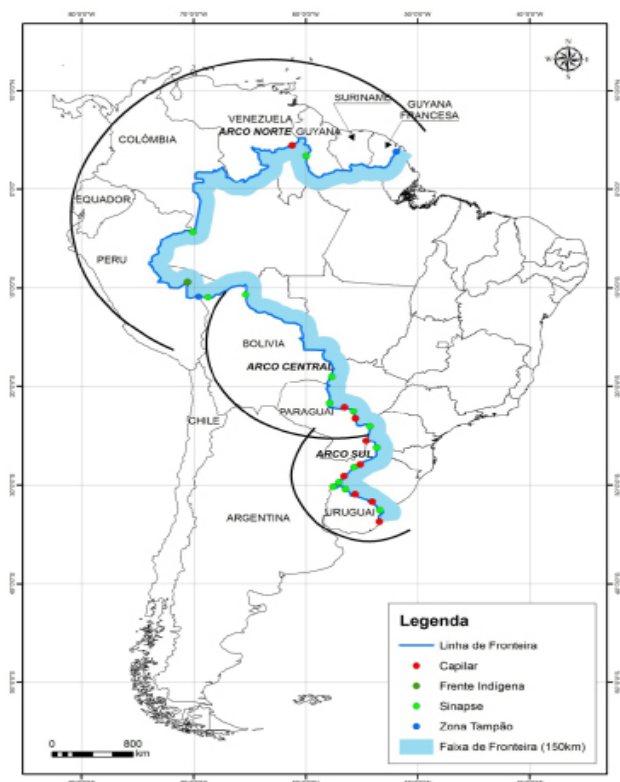 N
SURINAME
GUYANA
FRANCESA
VENEZUELA
ARCO NORTE
GUYANA
COLÔMBIA
EQUADOR
PERU
BOLIVIA
ARCO CENTRAL
PARAGUAI
CHILE
ARCO SUL
ARGENTINA
URUGUAI
Legenda
Linha de Fronteira
Capilar
Frente Indígena
Sinapse
Zona Tampão
Faixa de Fronteira (150km)
0 800
km